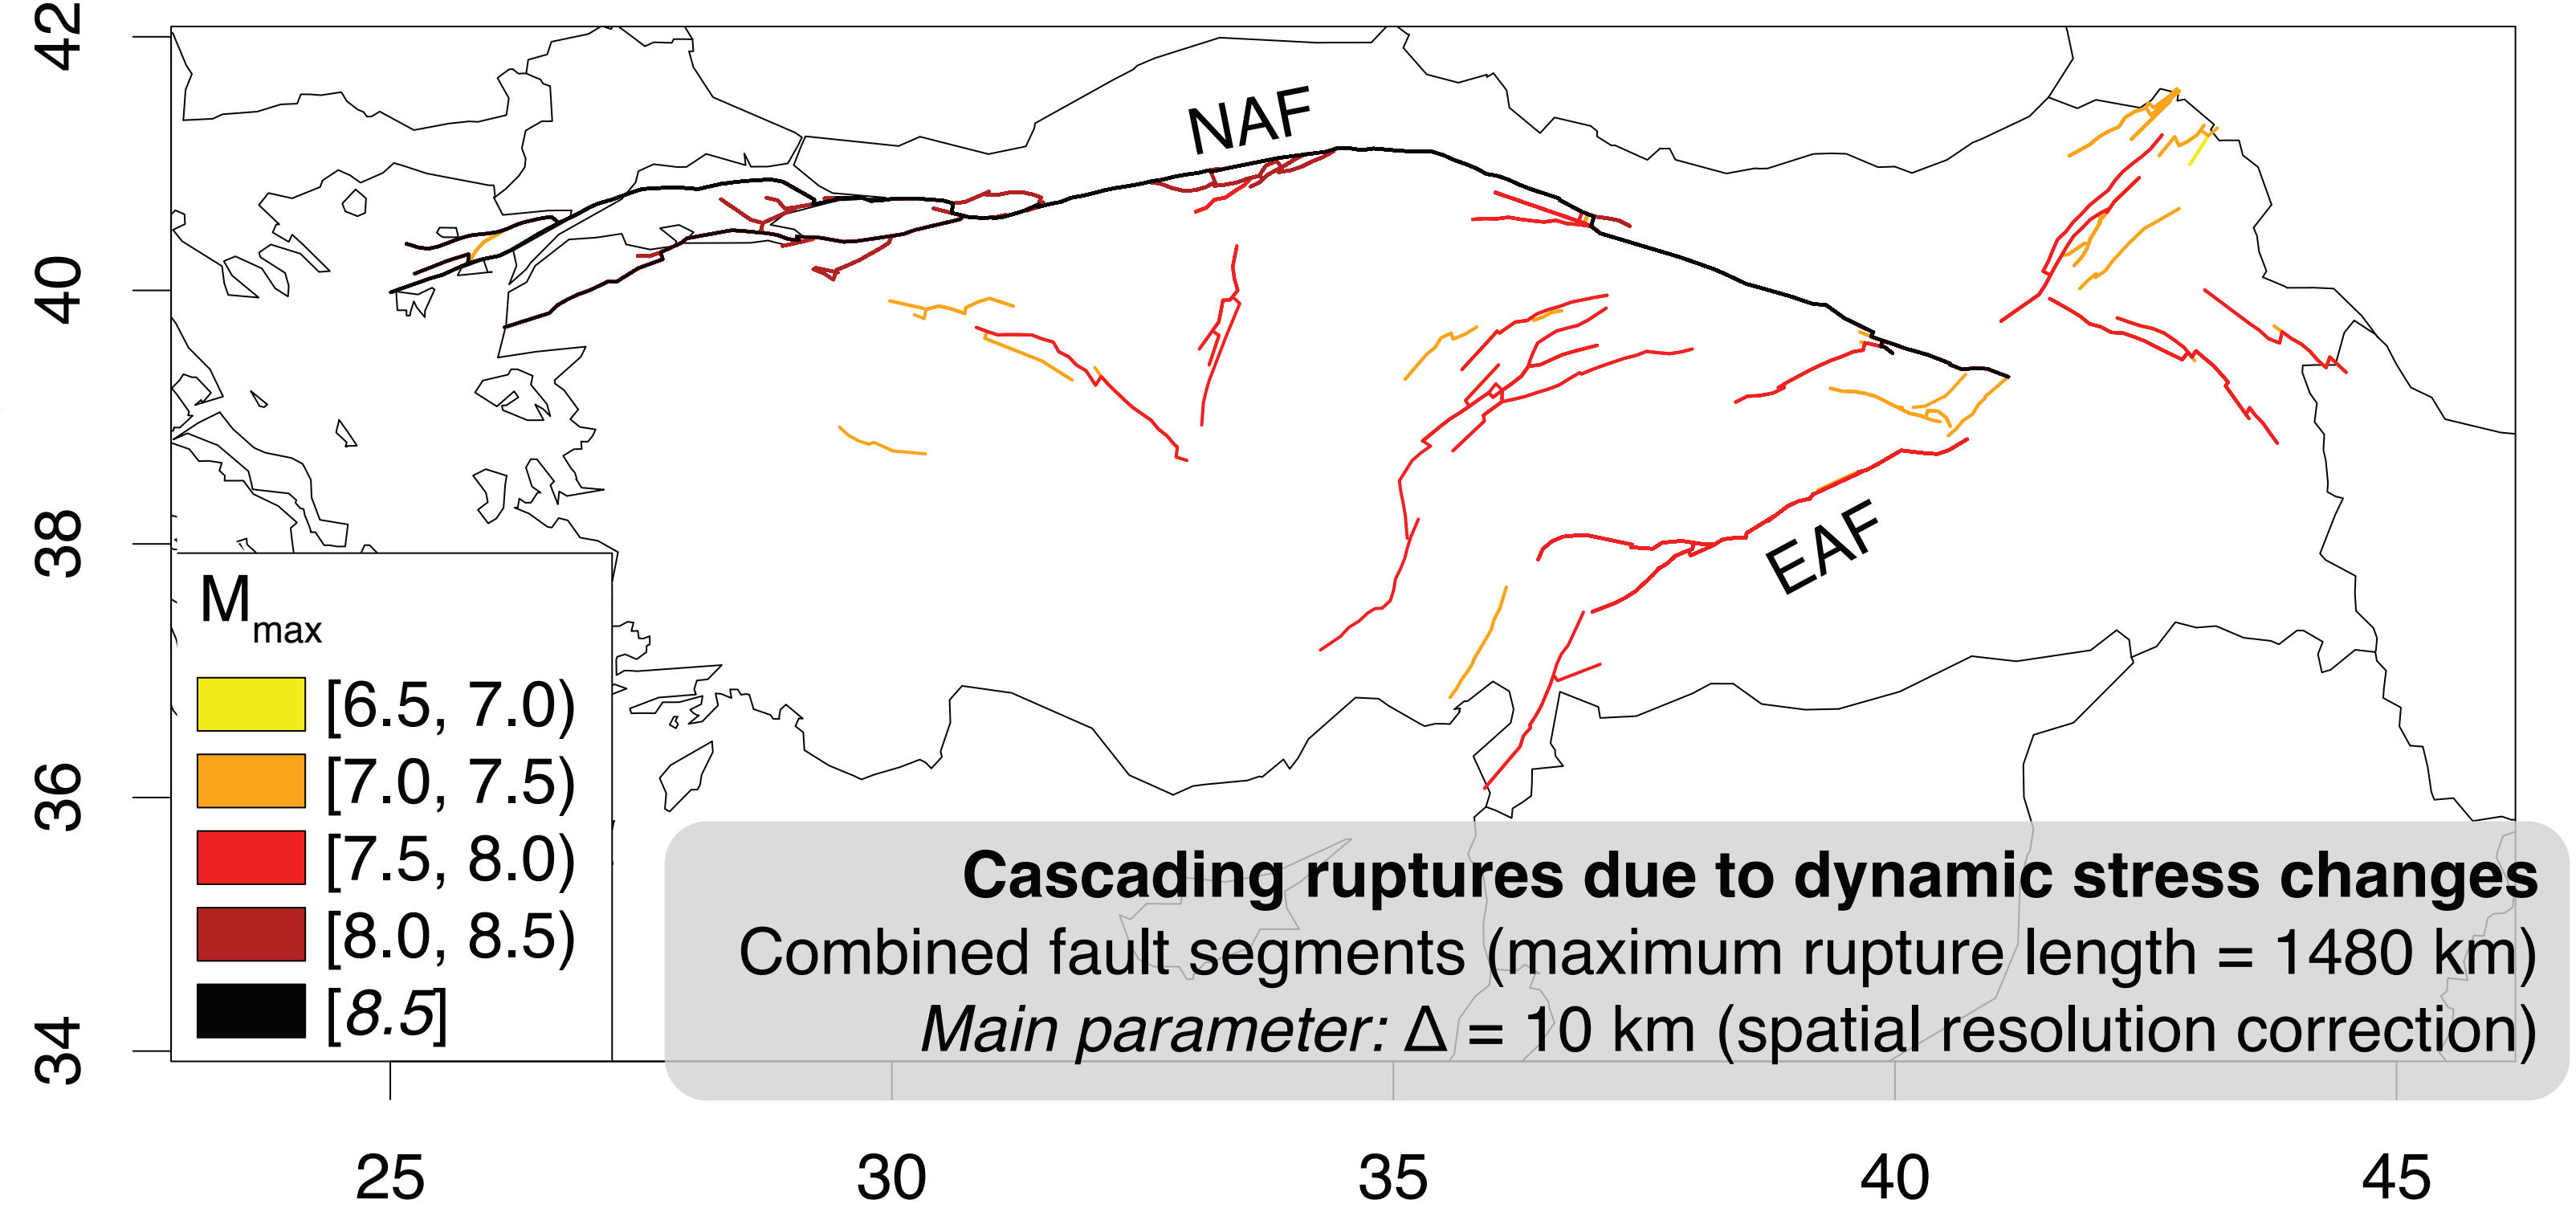 42
40
38
36
34
NAF
EAF
Mmax
[6.5, 7.0)
[7.0, 7.5)
[7.5, 8.0)
[8.0, 8.5)
[8.5]
Cascading ruptures due to dynamic stress changes
Combined fault segments (maximum rupture length = 1480 km)
Main parameter: Δ = 10 km (spatial resolution correction)
25 30 35 40 45